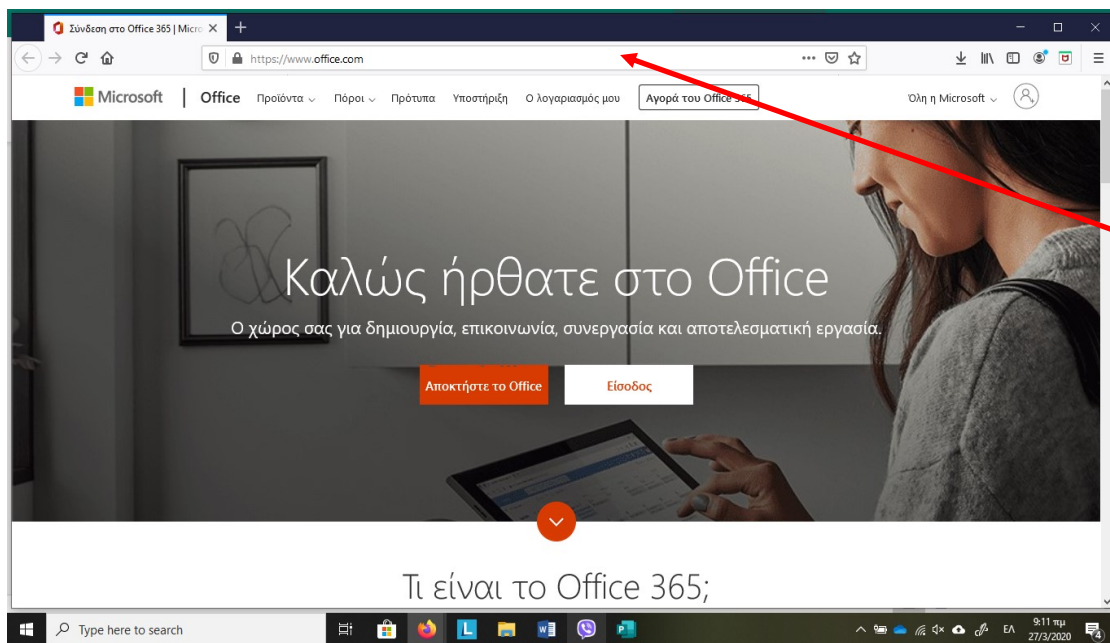 Σύνδεση στο Office 365 | Micro
https://www.office.com
Microsoft | Office Προϊόντα Πόροι Πρότυπα Υποστήριξη Ο λογαριασμός μου Αγορά του Office 365 Όλη η Microsoft
Καλώς ήρθατε στο Office
Ο χώρος σας για δημιουργία, επικοινωνία, συνεργασία και αποτελεσματική εργασία.
Αποκτήστε το Office Είσοδος
Τι είναι το Office 365;
Type here to search ΕΛ 9:11 πμ
27/3/2020